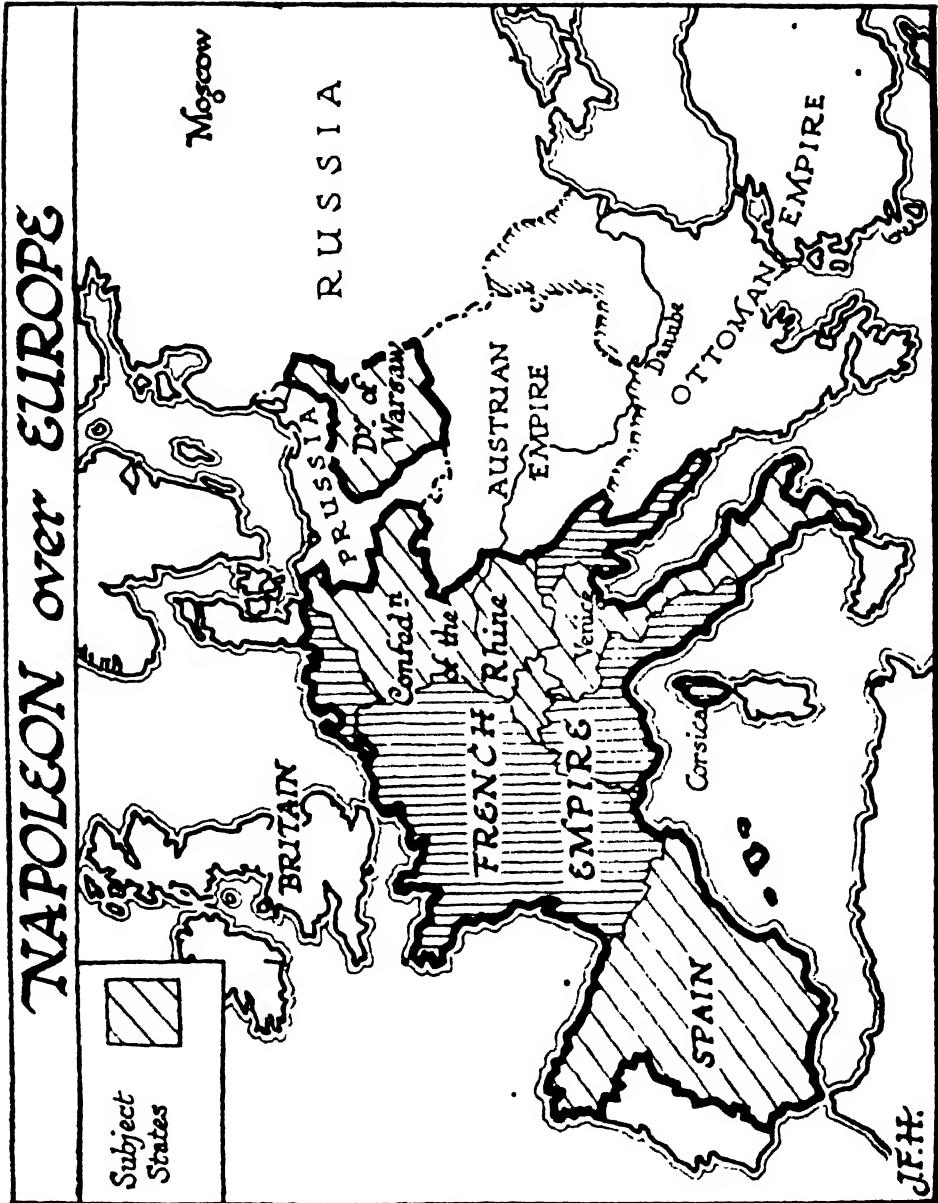 NAPOLEON over EUROPE
Subject
States
Moscow
RUSSIA
BRITAIN
PRUSSIA
Dy. of
Warsaw
Confed n
of the
Rhine
AUSTRIAN
EMPIRE
FRENCH
EMPIRE
Venice
Danube
OTTOMAN
EMPIRE
Corsica
SPAIN
J.F.H.